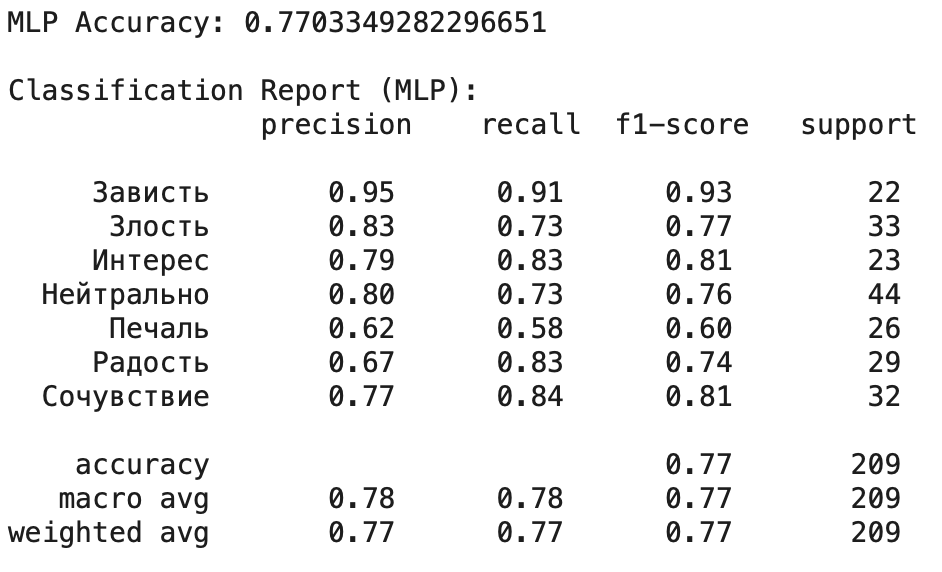 MLP Accuracy: 0.7703349282296651
Classification Report (MLP):
precision recall f1-score support
Зависть 0.95 0.91 0.93 22
Злость 0.83 0.73 0.77 33
Интерес 0.79 0.83 0.81 23
Нейтрально 0.80 0.73 0.76 44
Печаль 0.62 0.58 0.60 26
Радость 0.67 0.83 0.74 29
Сочувствие 0.77 0.84 0.81 32
accuracy 0.77 209
macro avg 0.78 0.78 0.77 209
weighted avg 0.77 0.77 0.77 209